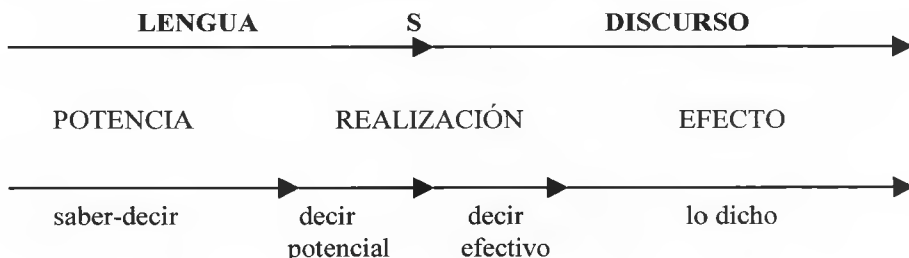 LENGUA S DISCURSO
POTENCIA REALIZACIÓN EFECTO
saber-decir decir decir lo dicho
potencial efectivo